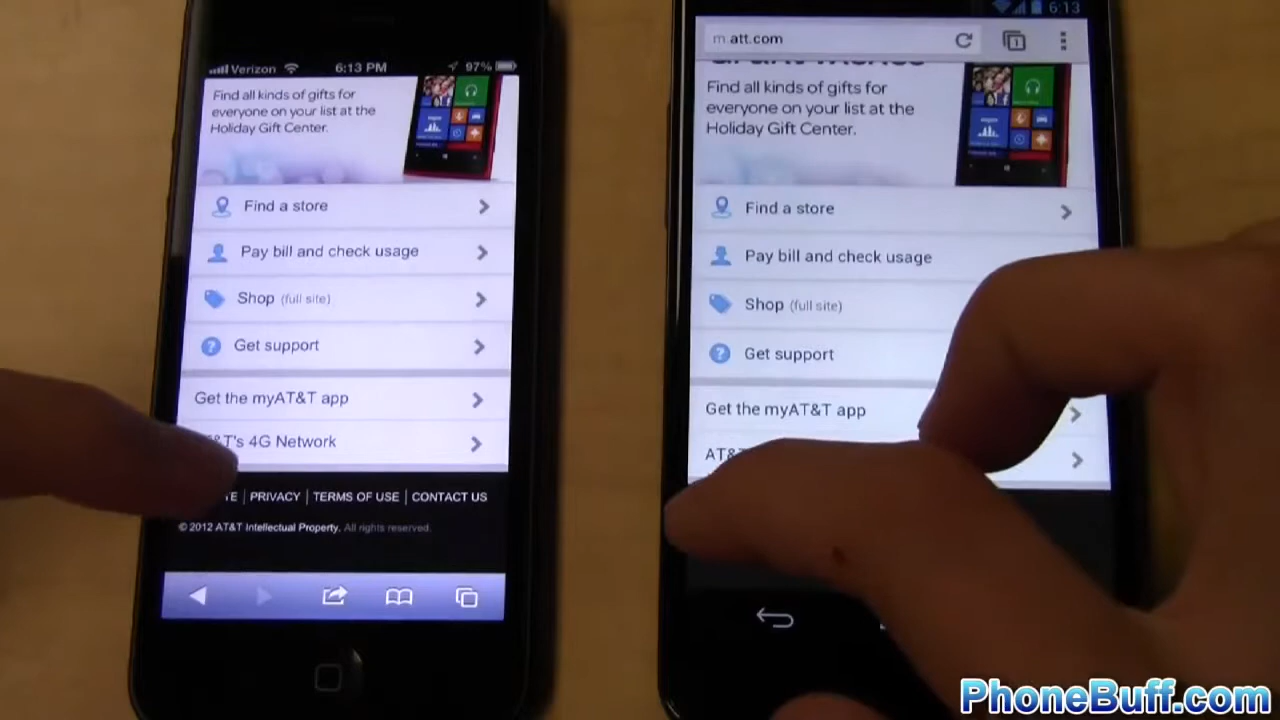 Verizon 6:13 PM 97%
Find all kinds of gifts for
everyone on your list at the
Holiday Gift Center.
Find a store
Pay bill and check usage
Shop (full site)
Get support
Get the myAT&T app
&T's 4G Network
TE | PRIVACY | TERMS OF USE | CONTACT US
© 2012 AT&T Intellectual Property. All rights reserved.
6:13
m.att.com
1
Find all kinds of gifts for
everyone on your list at the
Holiday Gift Center.
Find a store
Pay bill and check usage
Shop (full site)
Get support
Get the myAT&T app
AT&
PhoneBuff.com